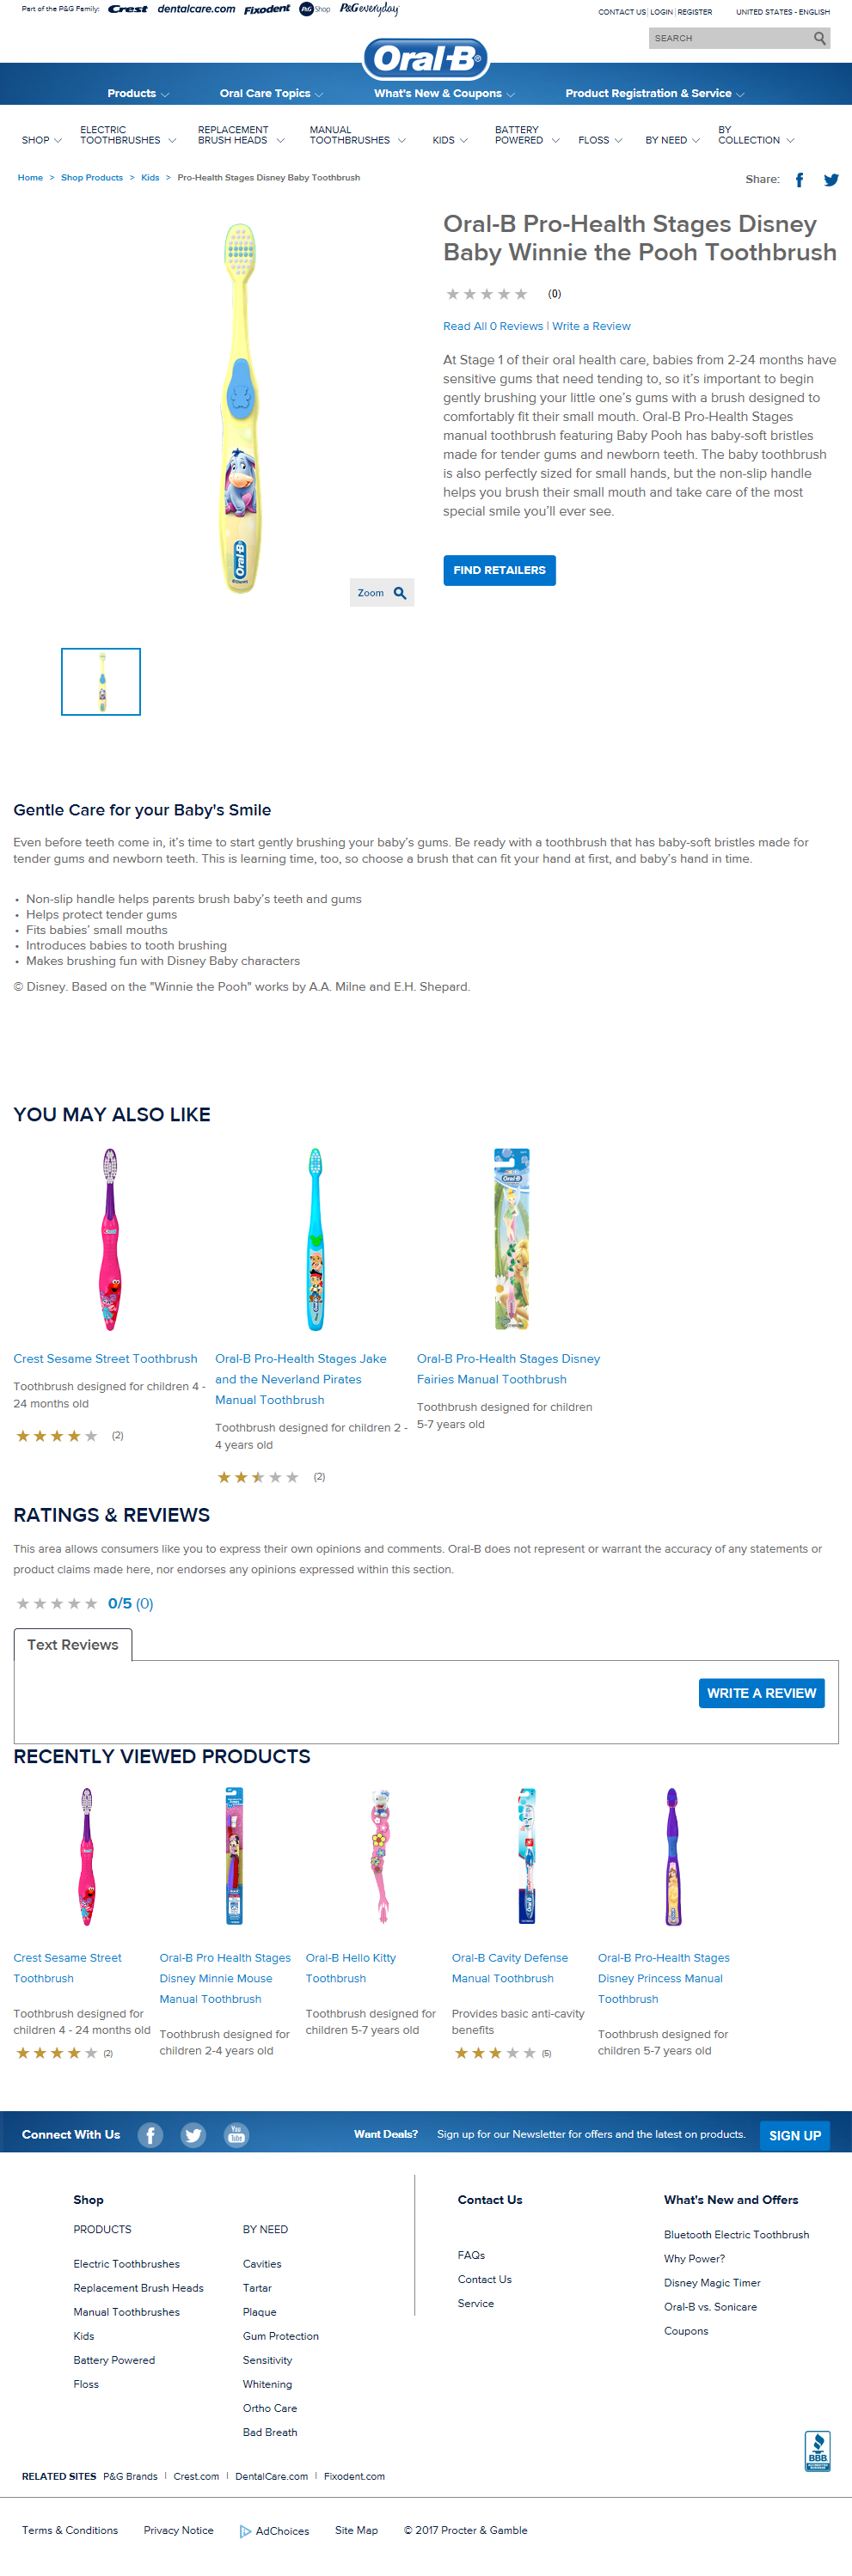 Part of the P&G Family: Crest dentalcare.com Fixodent P&G Shop P&G everyday
CONTACT US | LOGIN | REGISTER UNITED STATES - ENGLISH
SEARCH
Oral-B®
Products Oral Care Topics What's New & Coupons Product Registration & Service
SHOP ELECTRIC TOOTHBRUSHES REPLACEMENT BRUSH HEADS MANUAL TOOTHBRUSHES KIDS BATTERY POWERED FLOSS BY NEED BY COLLECTION
Home > Shop Products > Kids > Pro-Health Stages Disney Baby Toothbrush
Share:
Oral-B Pro-Health Stages Disney
Baby Winnie the Pooh Toothbrush
(0)
Read All 0 Reviews | Write a Review
At Stage 1 of their oral health care, babies from 2-24 months have
sensitive gums that need tending to, so it's important to begin
gently brushing your little one's gums with a brush designed to
comfortably fit their small mouth. Oral-B Pro-Health Stages
manual toothbrush featuring Baby Pooh has baby-soft bristles
made for tender gums and newborn teeth. The baby toothbrush
is also perfectly sized for small hands, but the non-slip handle
helps you brush their small mouth and take care of the most
special smile you'll ever see.
FIND RETAILERS
Oral-B
©Disney
Zoom
Gentle Care for your Baby's Smile
Even before teeth come in, it's time to start gently brushing your baby's gums. Be ready with a toothbrush that has baby-soft bristles made for
tender gums and newborn teeth. This is learning time, too, so choose a brush that can fit your hand at first, and baby's hand in time.
• Non-slip handle helps parents brush baby's teeth and gums
• Helps protect tender gums
• Fits babies' small mouths
• Introduces babies to tooth brushing
• Makes brushing fun with Disney Baby characters
© Disney. Based on the "Winnie the Pooh" works by A.A. Milne and E.H. Shepard.
YOU MAY ALSO LIKE
Oral-B
Crest Sesame Street Toothbrush
Toothbrush designed for children 4 -
24 months old
(2)
Oral-B Pro-Health Stages Jake
and the Neverland Pirates
Manual Toothbrush
Toothbrush designed for children 2 -
4 years old
(2)
Oral-B Pro-Health Stages Disney
Fairies Manual Toothbrush
Toothbrush designed for children
5-7 years old
RATINGS & REVIEWS
This area allows consumers like you to express their own opinions and comments. Oral-B does not represent or warrant the accuracy of any statements or
product claims made here, nor endorses any opinions expressed within this section.
0/5 (0)
Text Reviews
WRITE A REVIEW
RECENTLY VIEWED PRODUCTS
Crest Sesame Street
Toothbrush
Toothbrush designed for
children 4 - 24 months old
(2)
Oral-B Pro Health Stages
Disney Minnie Mouse
Manual Toothbrush
Toothbrush designed for
children 2-4 years old
Oral-B Hello Kitty
Toothbrush
Toothbrush designed for
children 5-7 years old
Oral-B Cavity Defense
Manual Toothbrush
Provides basic anti-cavity
benefits
(5)
Oral-B Pro-Health Stages
Disney Princess Manual
Toothbrush
Toothbrush designed for
children 5-7 years old
Connect With Us You Tube Want Deals? Sign up for our Newsletter for offers and the latest on products. SIGN UP
Shop
PRODUCTS
Electric Toothbrushes
Replacement Brush Heads
Manual Toothbrushes
Kids
Battery Powered
Floss
BY NEED
Cavities
Tartar
Plaque
Gum Protection
Sensitivity
Whitening
Ortho Care
Bad Breath
Contact Us
FAQs
Contact Us
Service
What's New and Offers
Bluetooth Electric Toothbrush
Why Power?
Disney Magic Timer
Oral-B vs. Sonicare
Coupons
BBB
RELATED SITES P&G Brands | Crest.com | DentalCare.com | Fixodent.com
Terms & Conditions Privacy Notice AdChoices Site Map © 2017 Procter & Gamble